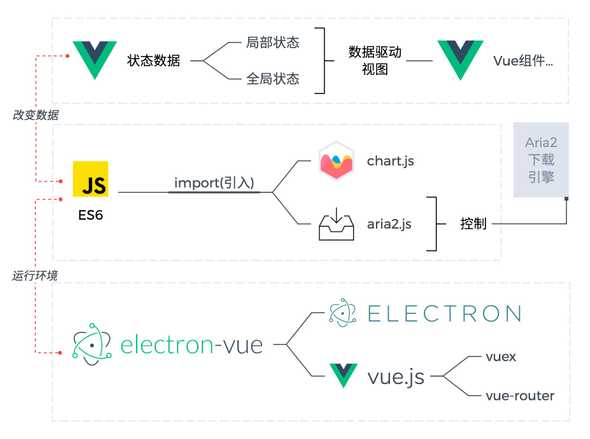 状态数据
局部状态
全局状态
数据驱动
视图
Vue组件...
改变数据
JS
ES6
import(引入)
chart.js
aria2.js
控制
Aria2
下载
引擎
运行环境
electron-vue
ELECTRON
vue.js
vuex
vue-router